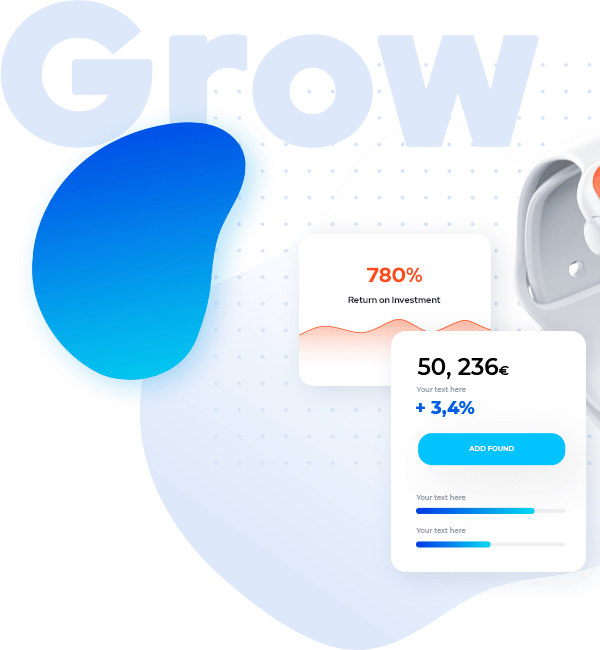 Grow
780%
Return on Investment
50, 236€
Your text here
+ 3,4%
ADD FOUND
Your text here
Your text here